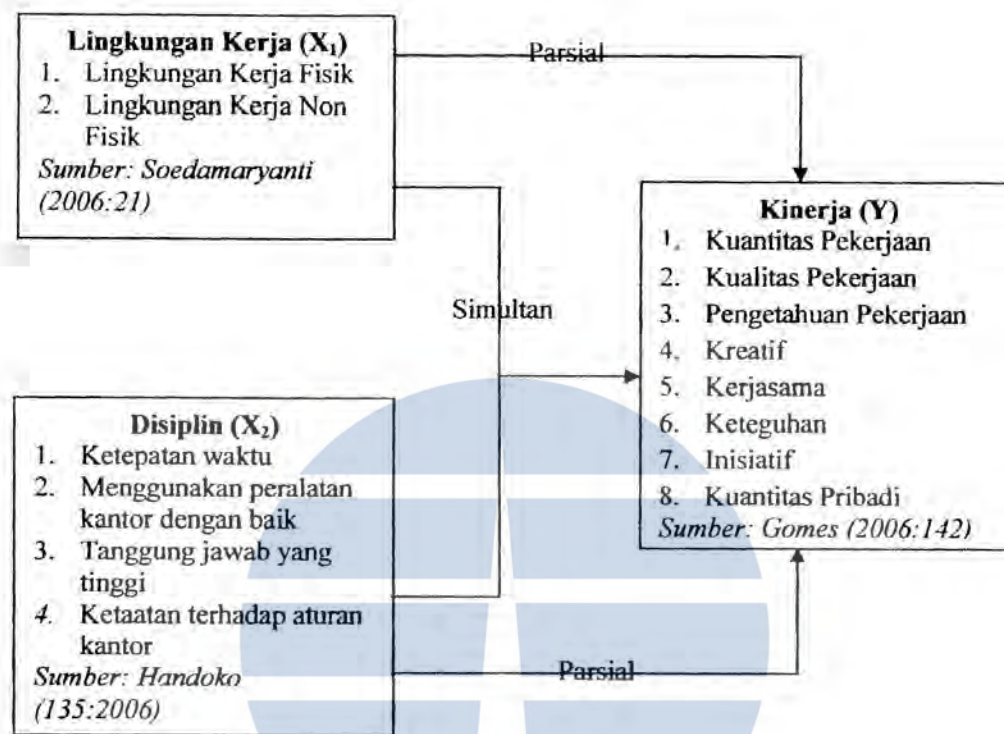 Lingkungan Kerja (X₁)
1. Lingkungan Kerja Fisik
2. Lingkungan Kerja Non
Fisik
Sumber: Soedamaryanti
(2006:21)
Parsial
Simultan
Disiplin (X₂)
1. Ketepatan waktu
2. Menggunakan peralatan
kantor dengan baik
3. Tanggung jawab yang
tinggi
4. Ketaatan terhadap aturan
kantor
Sumber: Handoko
(135:2006)
Parsial
Kinerja (Y)
1. Kuantitas Pekerjaan
2. Kualitas Pekerjaan
3. Pengetahuan Pekerjaan
4. Kreatif
5. Kerjasama
6. Keteguhan
7. Inisiatif
8. Kuantitas Pribadi
Sumber: Gomes (2006:142)